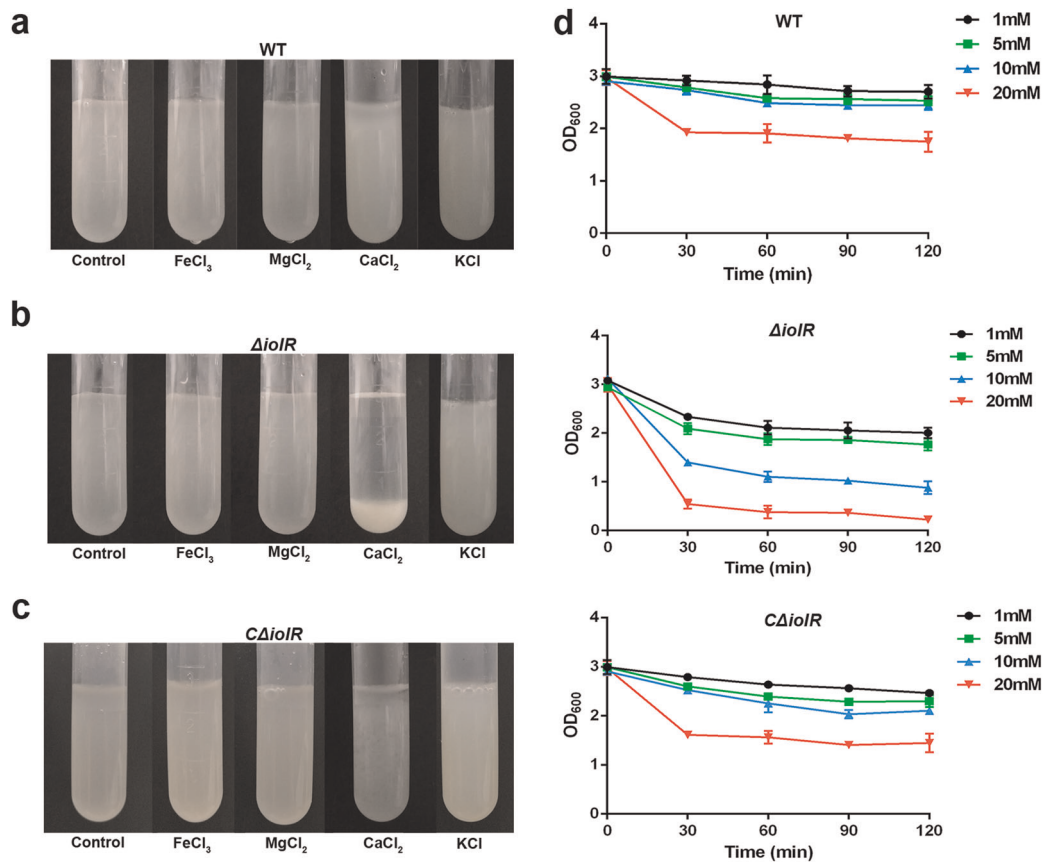 a
WT
Control FeCl3 MgCl2 CaCl2 KCl
b
ΔiolR
Control FeCl3 MgCl2 CaCl2 KCl
c
CΔiolR
Control FeCl3 MgCl2 CaCl2 KCl
d
WT
1mM
5mM
10mM
20mM
OD600
4
3
2
1
0
0 30 60 90 120
Time (min)
ΔiolR
1mM
5mM
10mM
20mM
OD600
4
3
2
1
0
0 30 60 90 120
Time (min)
CΔiolR
1mM
5mM
10mM
20mM
OD600
4
3
2
1
0
0 30 60 90 120
Time (min)